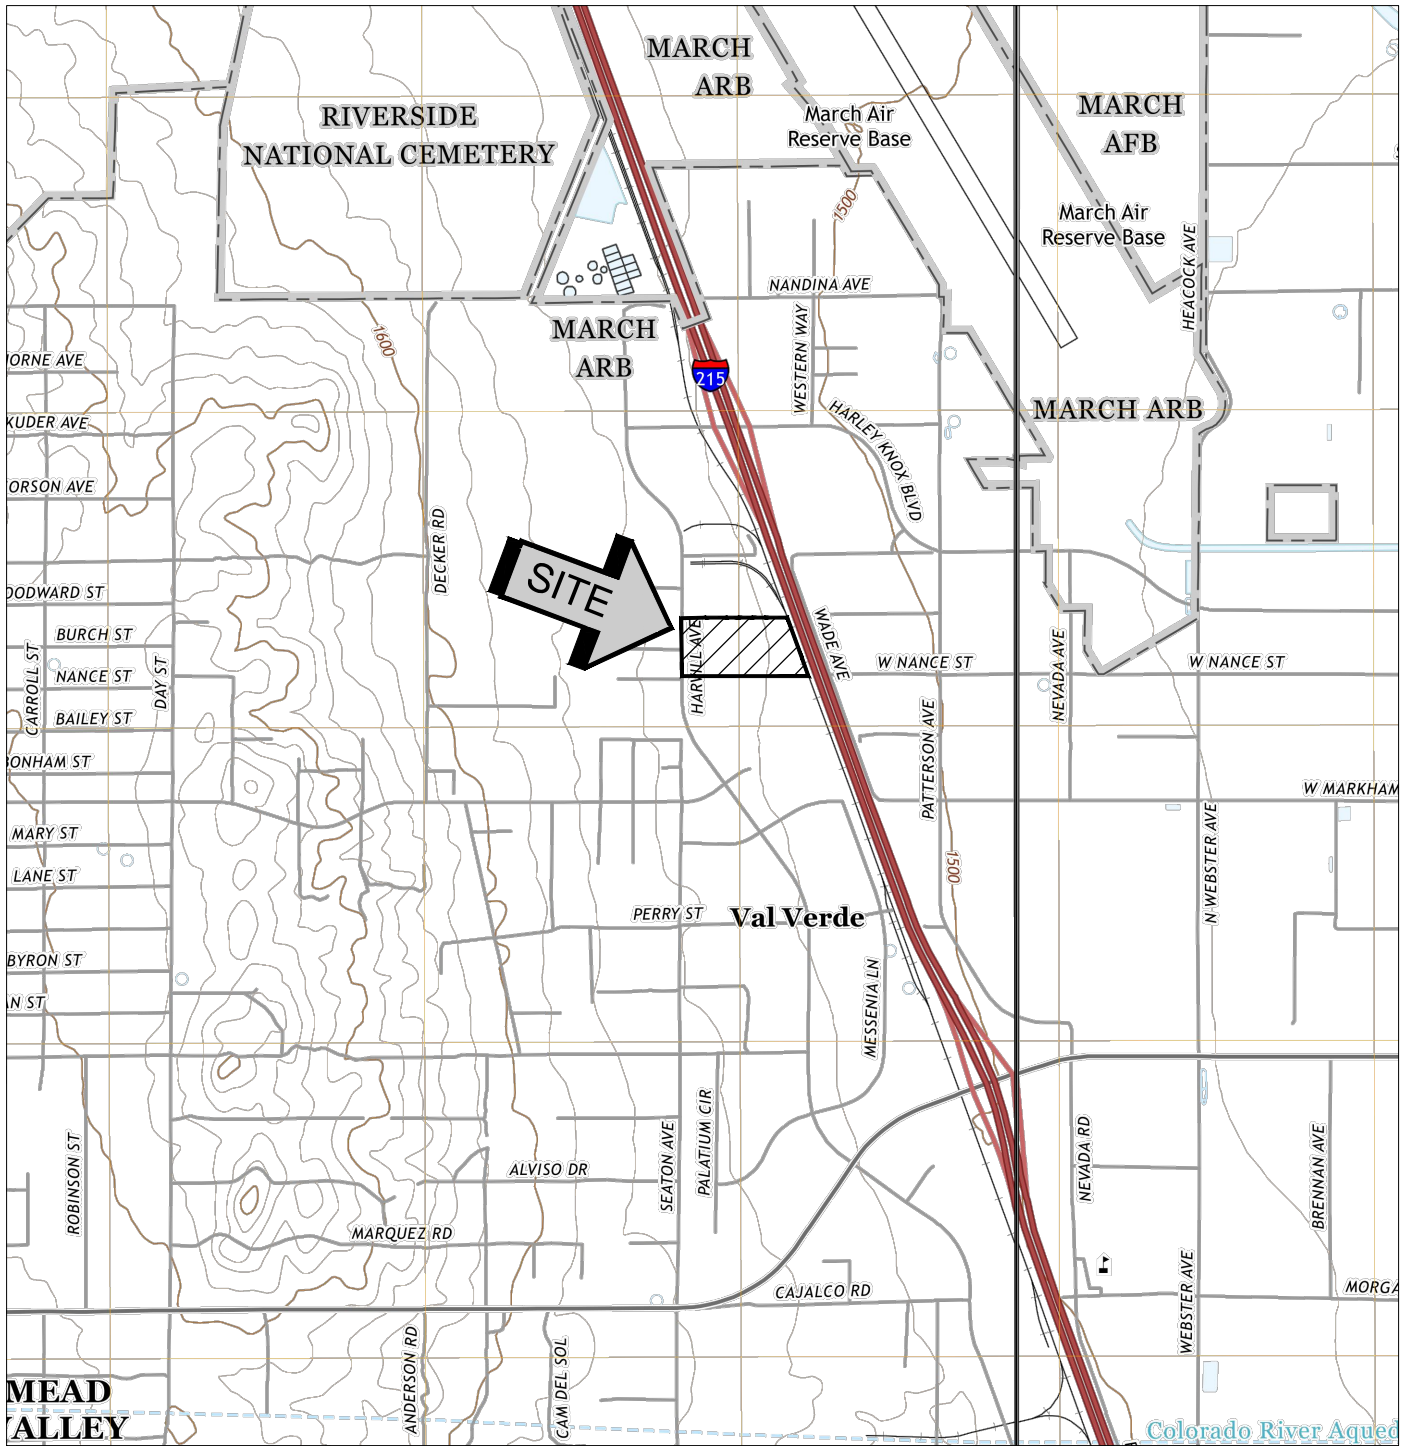 MARCH
ARB
RIVERSIDE
NATIONAL CEMETERY
March Air
Reserve Base
MARCH
AFB
1500
March Air
Reserve Base
HEACOCK AVE
NANDINA AVE
WESTERN WAY
MARCH
ARB
1600
215
HORNE AVE
MARCH ARB
KUDER AVE
HARLEY KNOX BLVD
ORSON AVE
DECKER RD
SITE
OODWARD ST
BURCH ST
CARROLL ST
NANCE ST
DAY ST
HARVILL AVE
WADE AVE
W NANCE ST
NEVADA AVE
W NANCE ST
BAILEY ST
PATTERSON AVE
BONHAM ST
W MARKHAM
MARY ST
N WEBSTER AVE
LANE ST
1500
PERRY ST
Val Verde
BYRON ST
AN ST
MESSENIA LN
ROBINSON ST
SEATON AVE
PALATIUM CIR
NEVADA RD
BRENNAN AVE
ALVISO DR
MARQUEZ RD
CAJALCO RD
WEBSTER AVE
MORGA
ANDERSON RD
CAM DEL SOL
MEAD
VALLEY
Colorado River Aqued